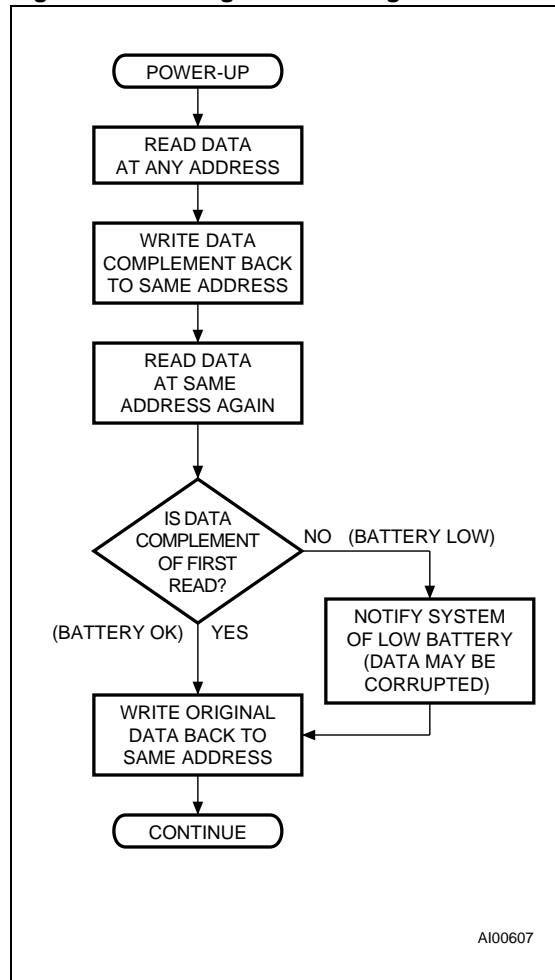 POWER-UP
READ DATA
AT ANY ADDRESS
WRITE DATA
COMPLEMENT BACK
TO SAME ADDRESS
READ DATA
AT SAME
ADDRESS AGAIN
IS DATA
COMPLEMENT
OF FIRST
READ?
NO (BATTERY LOW)
NOTIFY SYSTEM
OF LOW BATTERY
(DATA MAY BE
CORRUPTED)
(BATTERY OK) YES
WRITE ORIGINAL
DATA BACK TO
SAME ADDRESS
CONTINUE
AI00607